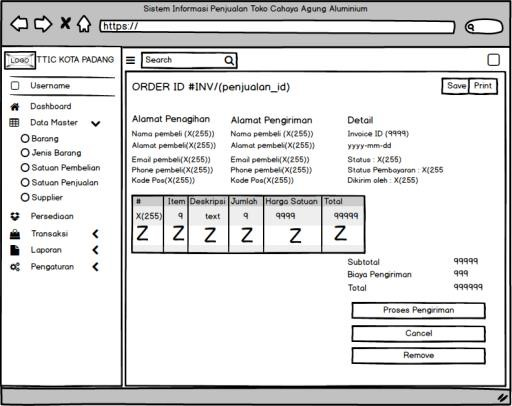 Sistem Informasi Penjualan Toko Cahaya Agung Aluminium
https://
LOGO TTIC KOTA PADANG
Search
Username
Dashboard
Data Master
Barang
Jenis Barang
Satuan Pembelian
Satuan Penjualan
Supplier
Persediaan
Transaksi
Laporan
Pengaturan
ORDER ID #INV/(penjualan_id)
Save Print
Alamat Penagihan
Nama pembeli (X(255))
Alamat pembeli(X(255))
Email pembeli (X(255))
Phone pembeli (X(255))
Kode Pos(X(255))
Alamat Pengiriman
Nama pembeli (X(255))
Alamat pembeli(X(255))
Email pembeli (X(255))
Phone pembeli (X(255))
Kode Pos(X(255))
Detail
Invoice ID (9999)
yyyy-mm-dd
Status : X(255)
Status Pembayaran : X(255
Dikirim oleh : X(255)
# Item Deskripsi Jumlah Harga Satuan Total
X(255) 9 text 9 9999 99999
Z Z Z Z Z Z
Subtotal 99999
Biaya Pengiriman 999
Total 999999
Proses Pengiriman
Cancel
Remove